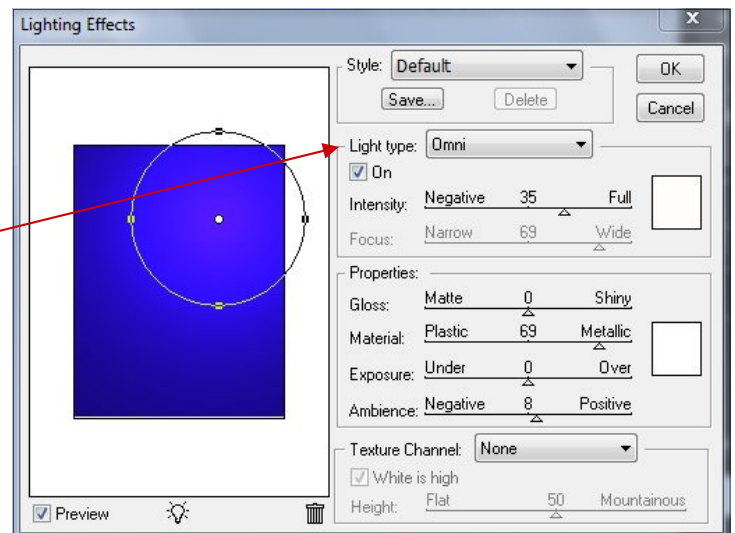 Lighting Effects
x
Style: Default
OK
Save... Delete
Cancel
Light type: Omni
On
Intensity: Negative 35 Full
Focus: Narrow 69 Wide
Properties:
Gloss: Matte 0 Shiny
Material: Plastic 69 Metallic
Exposure: Under 0 Over
Ambience: Negative 8 Positive
Texture Channel: None
White is high
Height: Flat 50 Mountainous
Preview